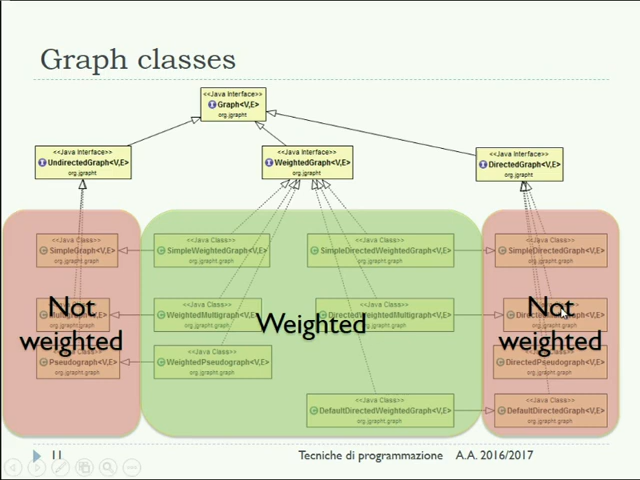 Graph classes
<<Java Interface>>
Graph<V,E>
org.jgrapht
<<Java Interface>>
UndirectedGraph<V,E>
org.jgrapht
<<Java Interface>>
WeightedGraph<V,E>
org.jgrapht
<<Java Interface>>
DirectedGraph<V,E>
org.jgrapht
<<Java Class>>
SimpleGraph<V,E>
org.jgrapht.graph
<<Java Class>>
SimpleWeightedGraph<V,E>
org.jgrapht.graph
<<Java Class>>
SimpleDirectedWeightedGraph<V,E>
org.jgrapht.graph
<<Java Class>>
SimpleDirectedGraph<V,E>
org.jgrapht.graph
<<Java Class>>
WeightedMultigraph<V,E>
org.jgrapht.graph
<<Java Class>>
DirectedWeightedMultigraph<V,E>
org.jgrapht.graph
Not
weighted
Weighted
Not
weighted
<<Java Class>>
Pseudograph<V,E>
org.jgrapht.graph
<<Java Class>>
WeightedPseudograph<V,E>
org.jgrapht.graph
DirectedPseudograph<V,E>
org.jgrapht.graph
<<Java Class>>
DefaultDirectedWeightedGraph<V,E>
org.jgrapht.graph
<<Java Class>>
DefaultDirectedGraph<V,E>
org.jgrapht.graph
11
Tecniche di programmazione A.A. 2016/2017